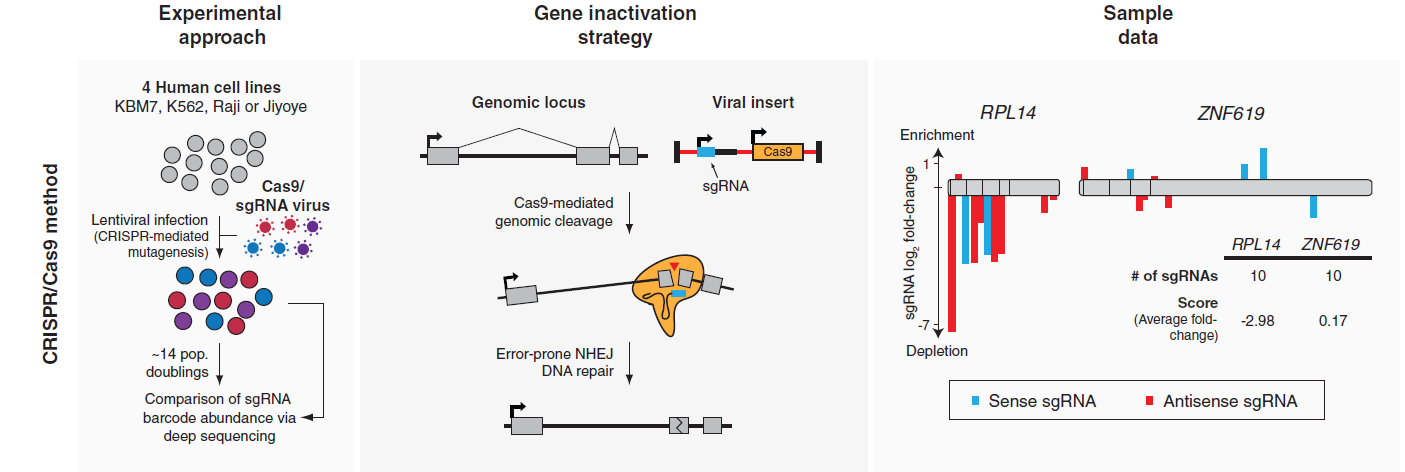 Experimental
approach
Gene inactivation
strategy
Sample
data
CRISPR/Cas9 method
4 Human cell lines
KBM7, K562, Raji or Jiyoye
Cas9/
sgRNA virus
Lentiviral infection
(CRISPR-mediated
mutagenesis)
~14 pop.
doublings
Comparison of sgRNA
barcode abundance via
deep sequencing
Genomic locus
Viral insert
Cas9
sgRNA
Cas9-mediated
genomic cleavage
Error-prone NHEJ
DNA repair
RPL14
ZNF619
Enrichment
1
sgRNA log2 fold-change
-7
Depletion
RPL14 ZNF619
# of sgRNAs 10 10
Score
(Average fold-
change) -2.98 0.17
Sense sgRNA Antisense sgRNA